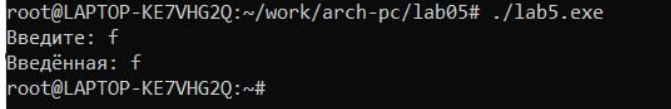 root@LAPTOP-KE7VHG2Q:~/work/arch-pc/lab05# ./lab5.exe
Введите: f
Введённая: f
root@LAPTOP-KE7VHG2Q:~#